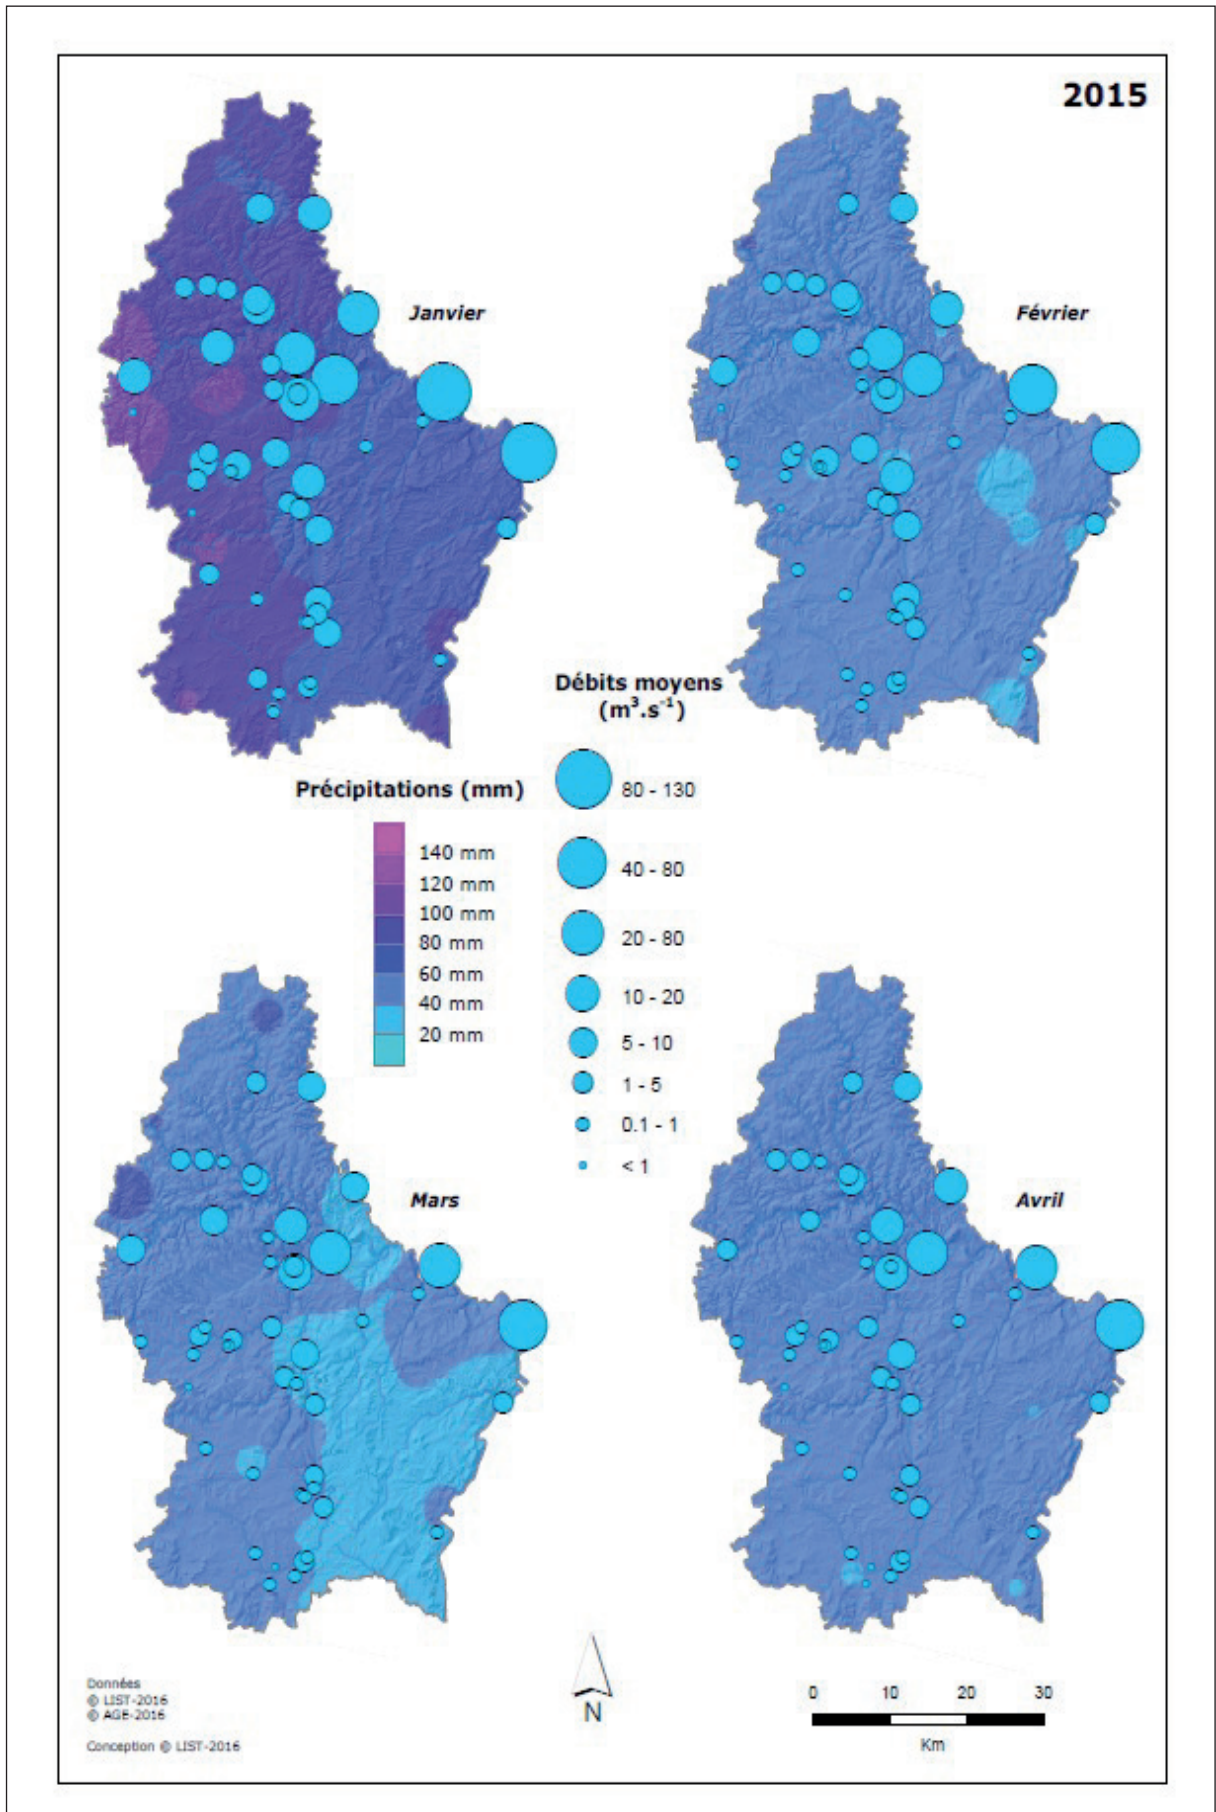 2015
Janvier
Février
Débits moyens
(m³.s⁻¹)
Précipitations (mm)
80 - 130
140 mm
40 - 80
120 mm
100 mm
20 - 80
80 mm
60 mm
10 - 20
40 mm
20 mm
5 - 10
1 - 5
0.1 - 1
< 1
Mars
Avril
Données
© LIST-2016
© AGE-2016
Conception © LIST-2016
N
0 10 20 30
Km